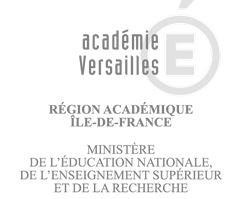 académie
Versailles
É
RÉGION ACADÉMIQUE
ÎLE-DE-FRANCE
MINISTÈRE
DE L'ÉDUCATION NATIONALE,
DE L'ENSEIGNEMENT SUPÉRIEUR
ET DE LA RECHERCHE